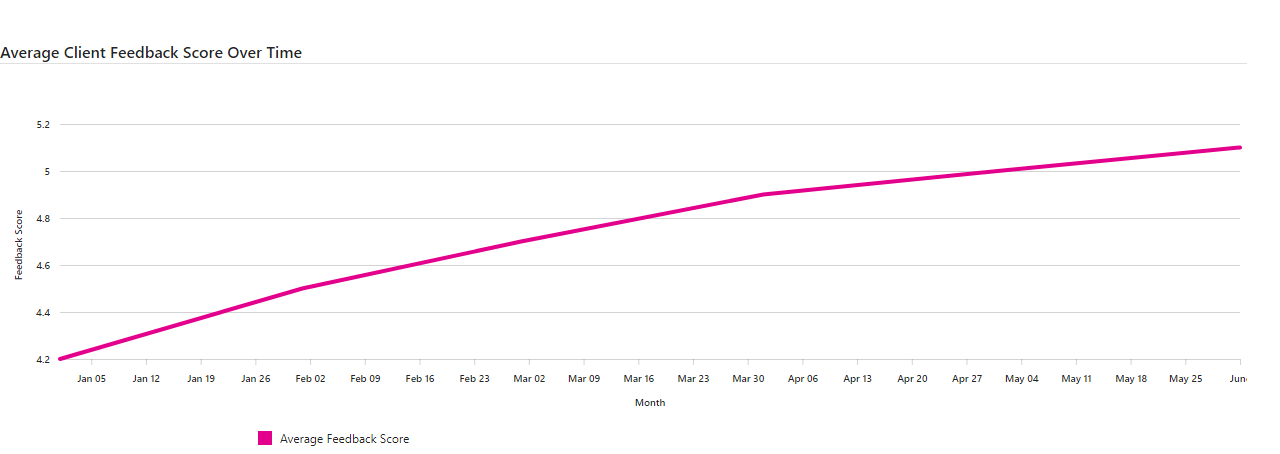 Average Client Feedback Score Over Time
5.2
5
4.8
4.6
4.4
4.2
Feedback Score
Jan 05 Jan 12 Jan 19 Jan 26 Feb 02 Feb 09 Feb 16 Feb 23 Mar 02 Mar 09 Mar 16 Mar 23 Mar 30 Apr 06 Apr 13 Apr 20 Apr 27 May 04 May 11 May 18 May 25 Jun
Month
Average Feedback Score